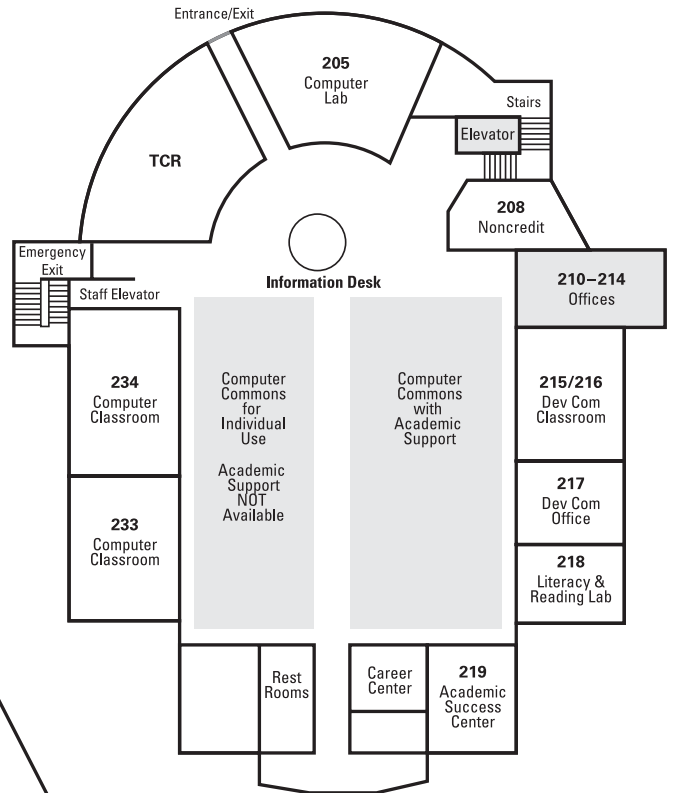 Entrance/Exit
205
Computer
Lab
Stairs
Elevator
TCR
208
Noncredit
Emergency
Exit
Information Desk
210–214
Offices
Staff Elevator
234
Computer
Classroom
Computer
Commons
for
Individual
Use
Academic
Support
NOT
Available
Computer
Commons
with
Academic
Support
215/216
Dev Com
Classroom
217
Dev Com
Office
233
Computer
Classroom
218
Literacy &
Reading Lab
Rest
Rooms
Career
Center
219
Academic
Success
Center